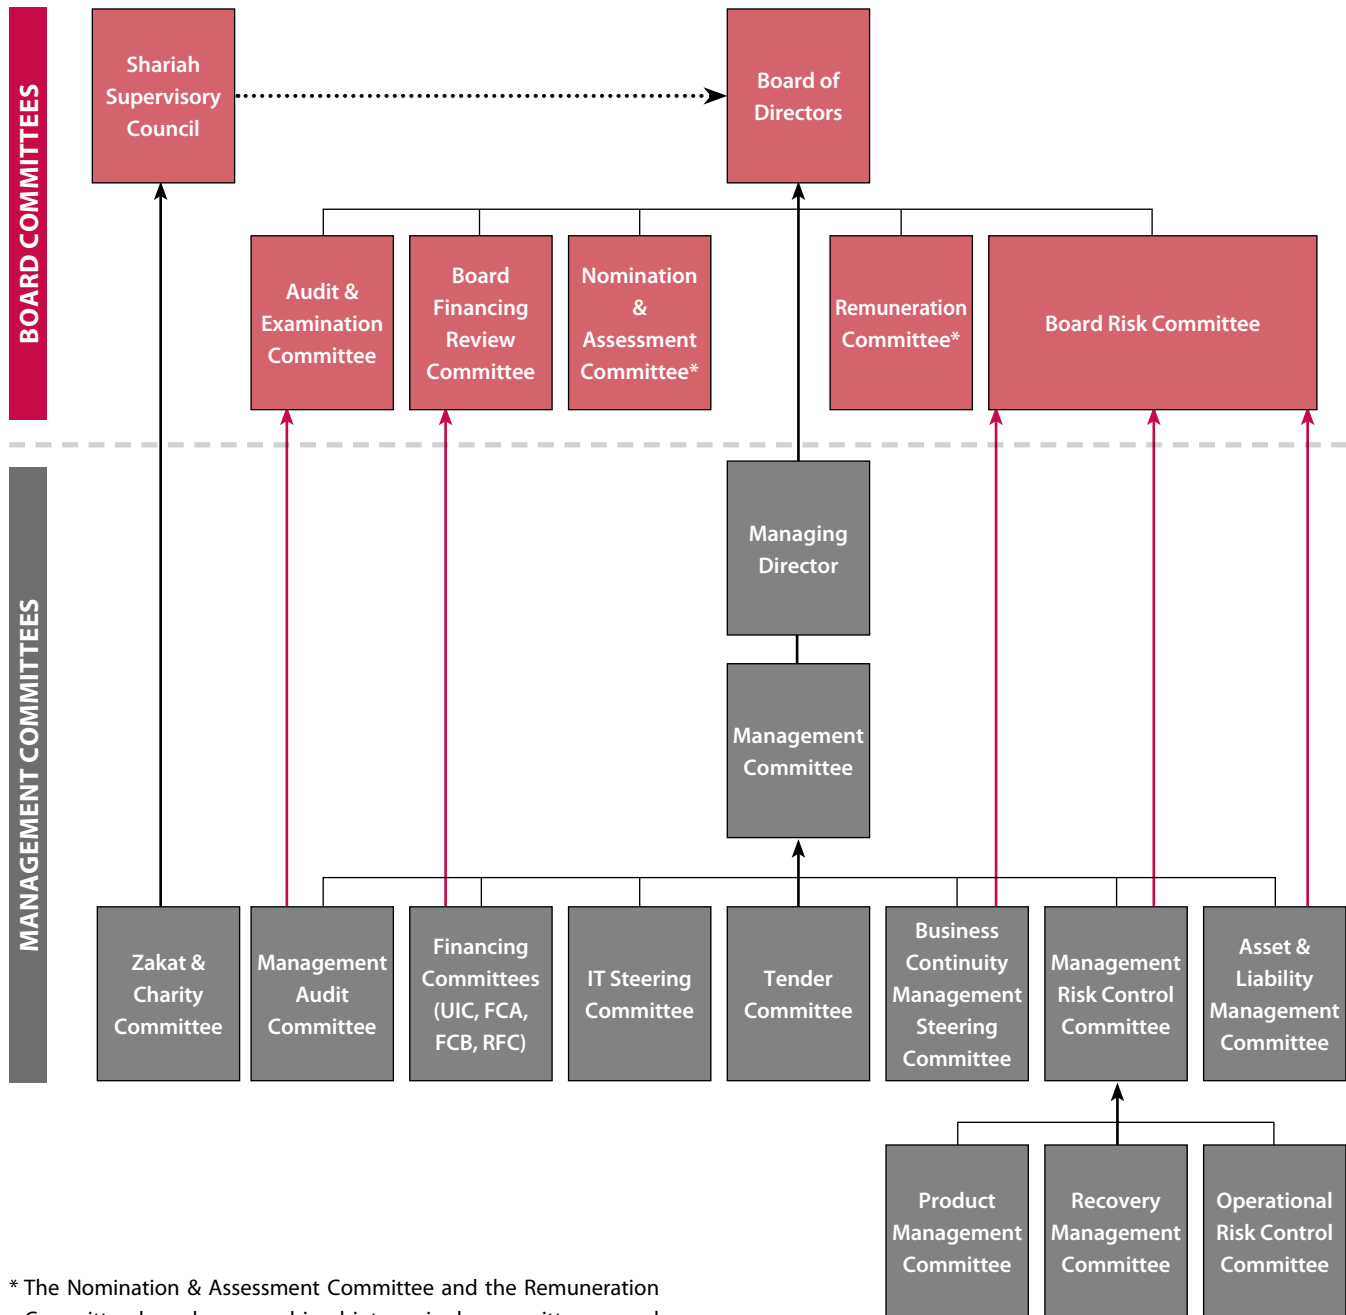 BOARD COMMITTEES
Shariah
Supervisory
Council
Board of
Directors
Audit &
Examination
Committee
Board
Financing
Review
Committee
Nomination
&
Assessment
Committee*
Remuneration
Committee*
Board Risk Committee
MANAGEMENT COMMITTEES
Managing
Director
Management
Committee
Zakat &
Charity
Committee
Management
Audit
Committee
Financing
Committees
(UIC, FCA,
FCB, RFC)
IT Steering
Committee
Tender
Committee
Business
Continuity
Management
Steering
Committee
Management
Risk Control
Committee
Asset &
Liability
Management
Committee
Product
Management
Committee
Recovery
Management
Committee
Operational
Risk Control
Committee
* The Nomination & Assessment Committee and the Remuneration